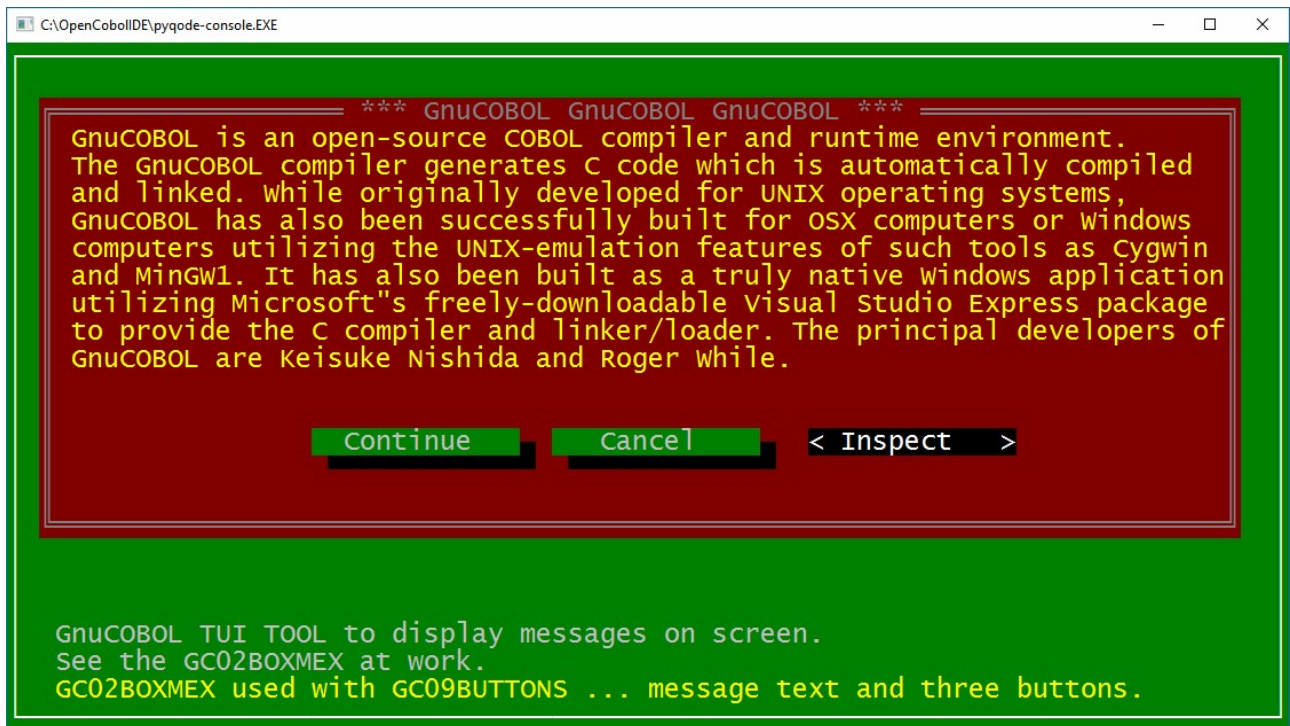 C:\OpenCobolIDE\pyqode-console.EXE
*** GnuCOBOL GnuCOBOL GnuCOBOL ***
GnuCOBOL is an open-source COBOL compiler and runtime environment.
The GnuCOBOL compiler generates C code which is automatically compiled
and linked. While originally developed for UNIX operating systems,
GnuCOBOL has also been successfully built for OSX computers or Windows
computers utilizing the UNIX-emulation features of such tools as Cygwin
and MinGW1. It has also been built as a truly native Windows application
utilizing Microsoft"s freely-downloadable Visual Studio Express package
to provide the C compiler and linker/loader. The principal developers of
GnuCOBOL are Keisuke Nishida and Roger While.
Continue Cancel < Inspect >
GnuCOBOL TUI TOOL to display messages on screen.
See the GC02BOXMEX at work.
GC02BOXMEX used with GC09BUTTONS ... message text and three buttons.